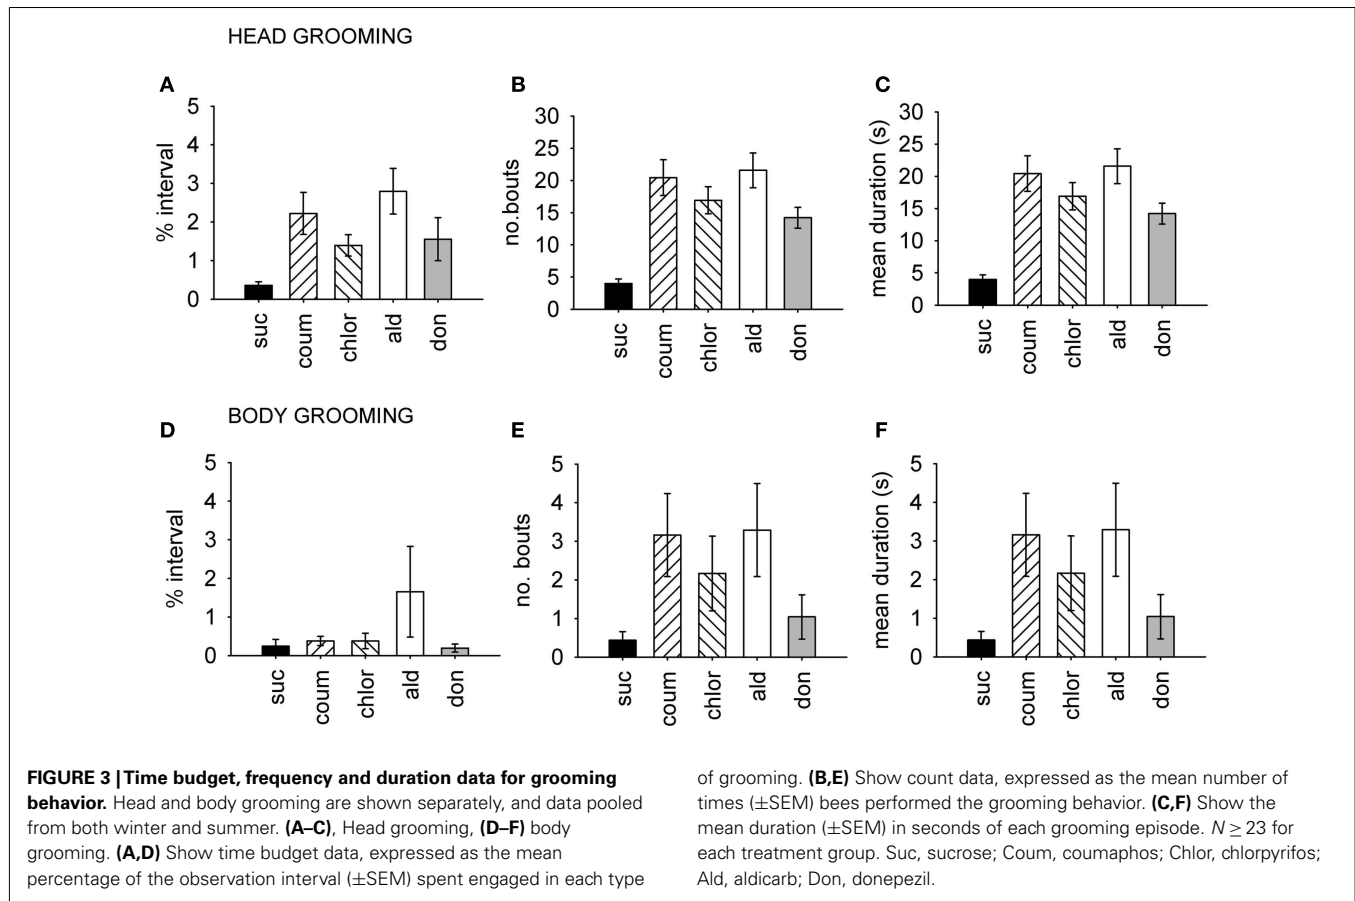 HEAD GROOMING
A
5
4
3
2
1
0
% interval
suc
coum
chlor
ald
don
B
30
25
20
15
10
5
0
no.bouts
suc
coum
chlor
ald
don
C
30
25
20
15
10
5
0
mean duration (s)
suc
coum
chlor
ald
don
BODY GROOMING
D
5
4
3
2
1
0
% interval
suc
coum
chlor
ald
don
E
5
4
3
2
1
0
no. bouts
suc
coum
chlor
ald
don
F
5
4
3
2
1
0
mean duration (s)
suc
coum
chlor
ald
don
FIGURE 3 | Time budget, frequency and duration data for grooming
behavior. Head and body grooming are shown separately, and data pooled
from both winter and summer. (A–C), Head grooming, (D–F) body
grooming. (A,D) Show time budget data, expressed as the mean
percentage of the observation interval (±SEM) spent engaged in each type
of grooming. (B,E) Show count data, expressed as the mean number of
times (±SEM) bees performed the grooming behavior. (C,F) Show the
mean duration (±SEM) in seconds of each grooming episode. N ≥ 23 for
each treatment group. Suc, sucrose; Coum, coumaphos; Chlor, chlorpyrifos;
Ald, aldicarb; Don, donepezil.